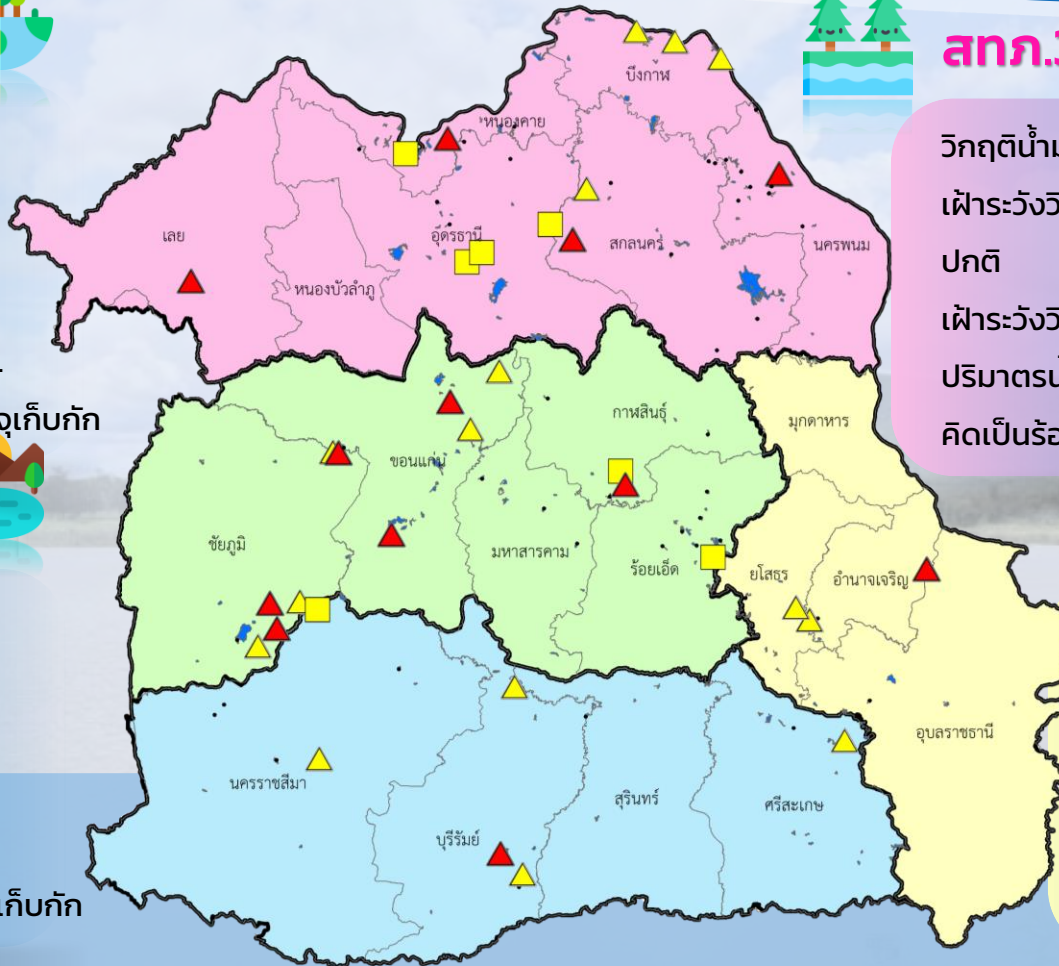 สทภ.
วิกฤติน้ำม
เฝ้าระวังวิ
ปกติ
เฝ้าระวังวิ
ปริมาตรน้
คิดเป็นร้อ
จุเก็บกัก
เก็บกัก
บึงกาฬ
หนองคาย
เลย
อุดรธานี
สกลนคร
นครพนม
หนองบัวลำภู
กาฬสินธุ์
มุกดาหาร
ขอนแก่น
ชัยภูมิ
มหาสารคาม
ร้อยเอ็ด
ยโสธร
อำนาจเจริญ
อุบลราชธานี
นครราชสีมา
สุรินทร์
ศรีสะเกษ
บุรีรัมย์